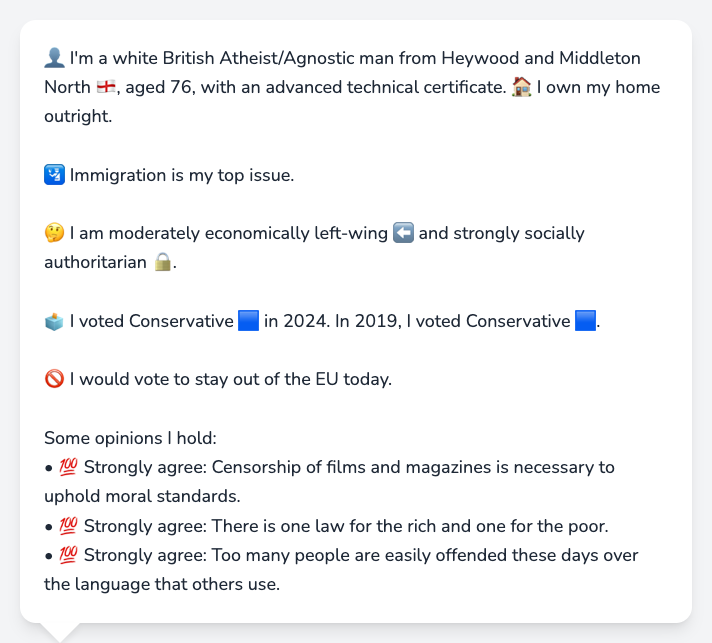 👤 I'm a white British Atheist/Agnostic man from Heywood and Middleton
North 🏴󠁧󠁢󠁥󠁮󠁧󠁿, aged 76, with an advanced technical certificate. 🏠 I own my home
outright.
🛂 Immigration is my top issue.
🤔 I am moderately economically left-wing ⬅️ and strongly socially
authoritarian 🔒.
🗳️ I voted Conservative 🟦 in 2024. In 2019, I voted Conservative 🟦.
🚫 I would vote to stay out of the EU today.
Some opinions I hold:
• 💯 Strongly agree: Censorship of films and magazines is necessary to
uphold moral standards.
• 💯 Strongly agree: There is one law for the rich and one for the poor.
• 💯 Strongly agree: Too many people are easily offended these days over
the language that others use.